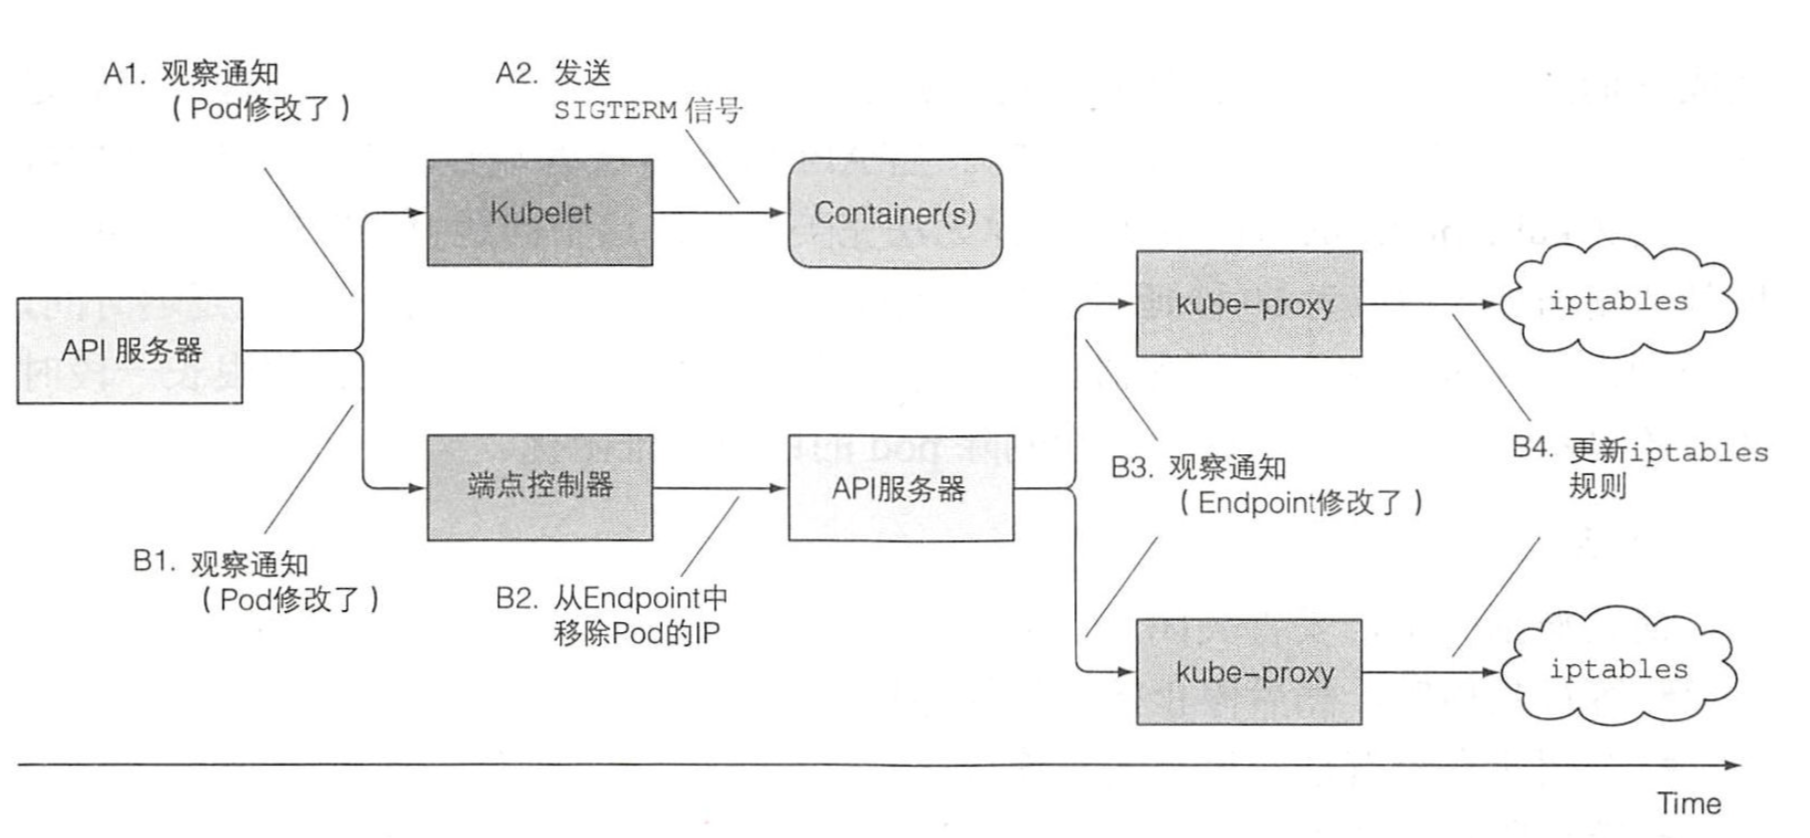 A1. 观察通知
（Pod修改了）
A2. 发送
SIGTERM 信号
Kubelet
Container(s)
kube-proxy
iptables
API 服务器
端点控制器
API服务器
B3. 观察通知
（Endpoint修改了）
B4. 更新iptables
规则
B1. 观察通知
（Pod修改了）
B2. 从Endpoint中
移除Pod的IP
kube-proxy
iptables
Time